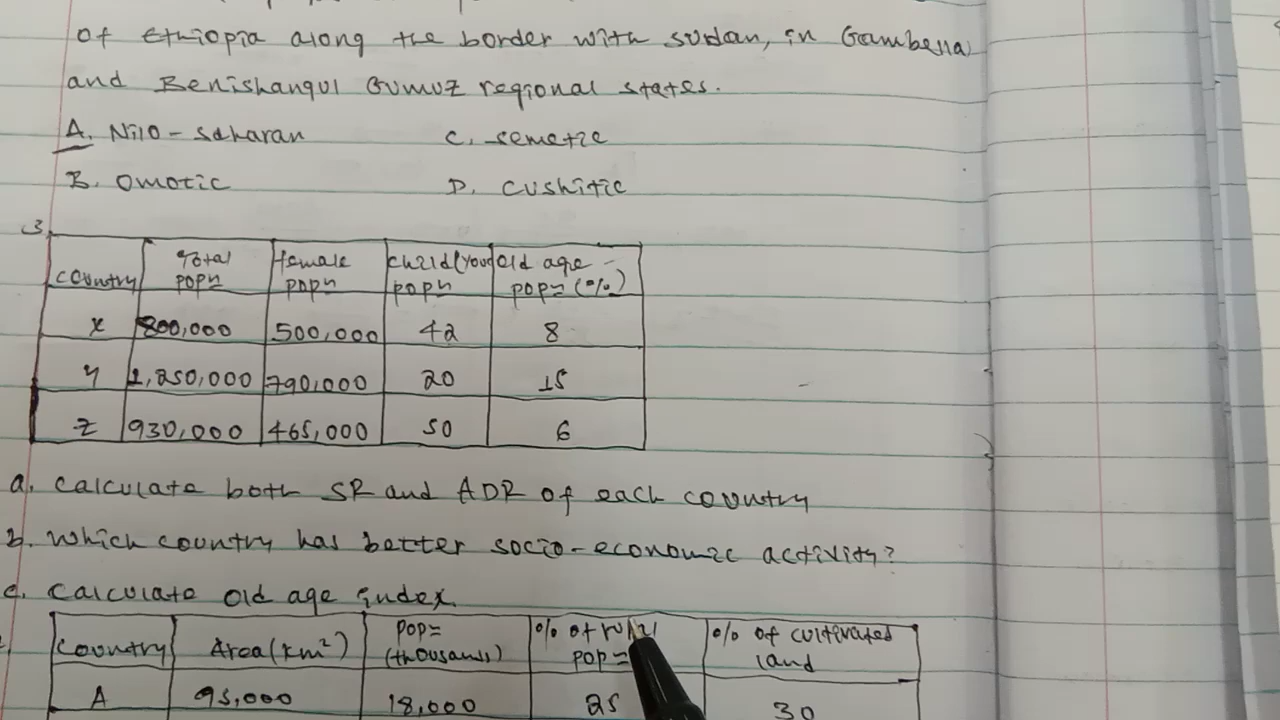 of Ethiopia along the border with sudan, in Gambella
and Benishangul Gumuz regional states.
A. Nilo-saharan C. semetic
B. Omotic D. cushitic
3.
country Total popn female popn child(young popn old age popn (%)
x 800,000 500,000 42 8
y 1,250,000 790,000 20 15
z 930,000 465,000 50 6
a. calculate both SR and ADR of each country
b. which country has better socio-economic activity?
c. calculate old age index.
country Area (km²) pop= (thousans) % of rural pop= % of cultivated land
A 95,000 18,000 25 30